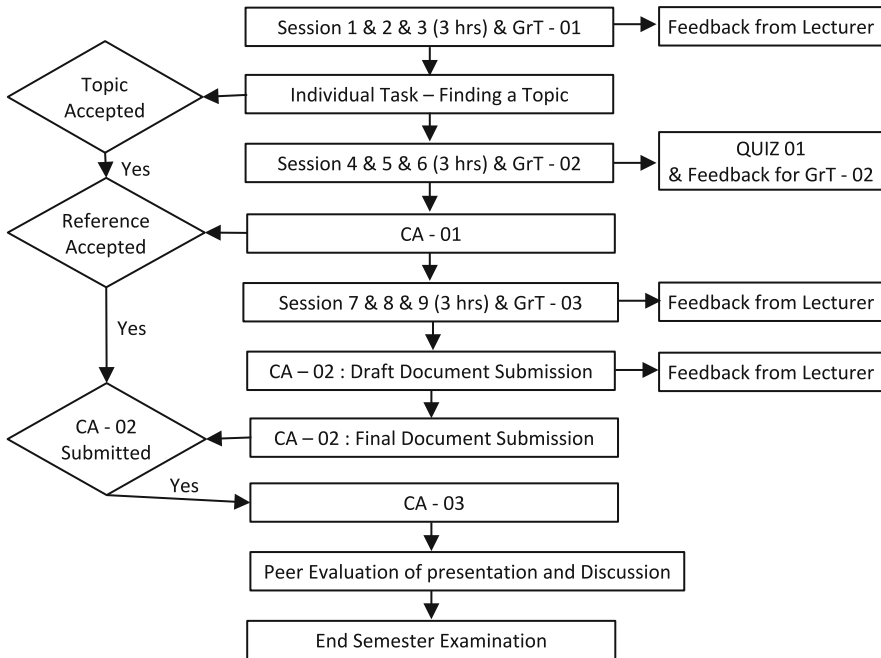 Session 1 & 2 & 3 (3 hrs) & GrT - 01
Feedback from Lecturer
Topic
Accepted
Individual Task – Finding a Topic
Yes
Session 4 & 5 & 6 (3 hrs) & GrT - 02
QUIZ 01
& Feedback for GrT - 02
Reference
Accepted
CA - 01
Session 7 & 8 & 9 (3 hrs) & GrT - 03
Feedback from Lecturer
Yes
CA – 02 : Draft Document Submission
Feedback from Lecturer
CA - 02
Submitted
CA – 02 : Final Document Submission
Yes
CA - 03
Peer Evaluation of presentation and Discussion
End Semester Examination